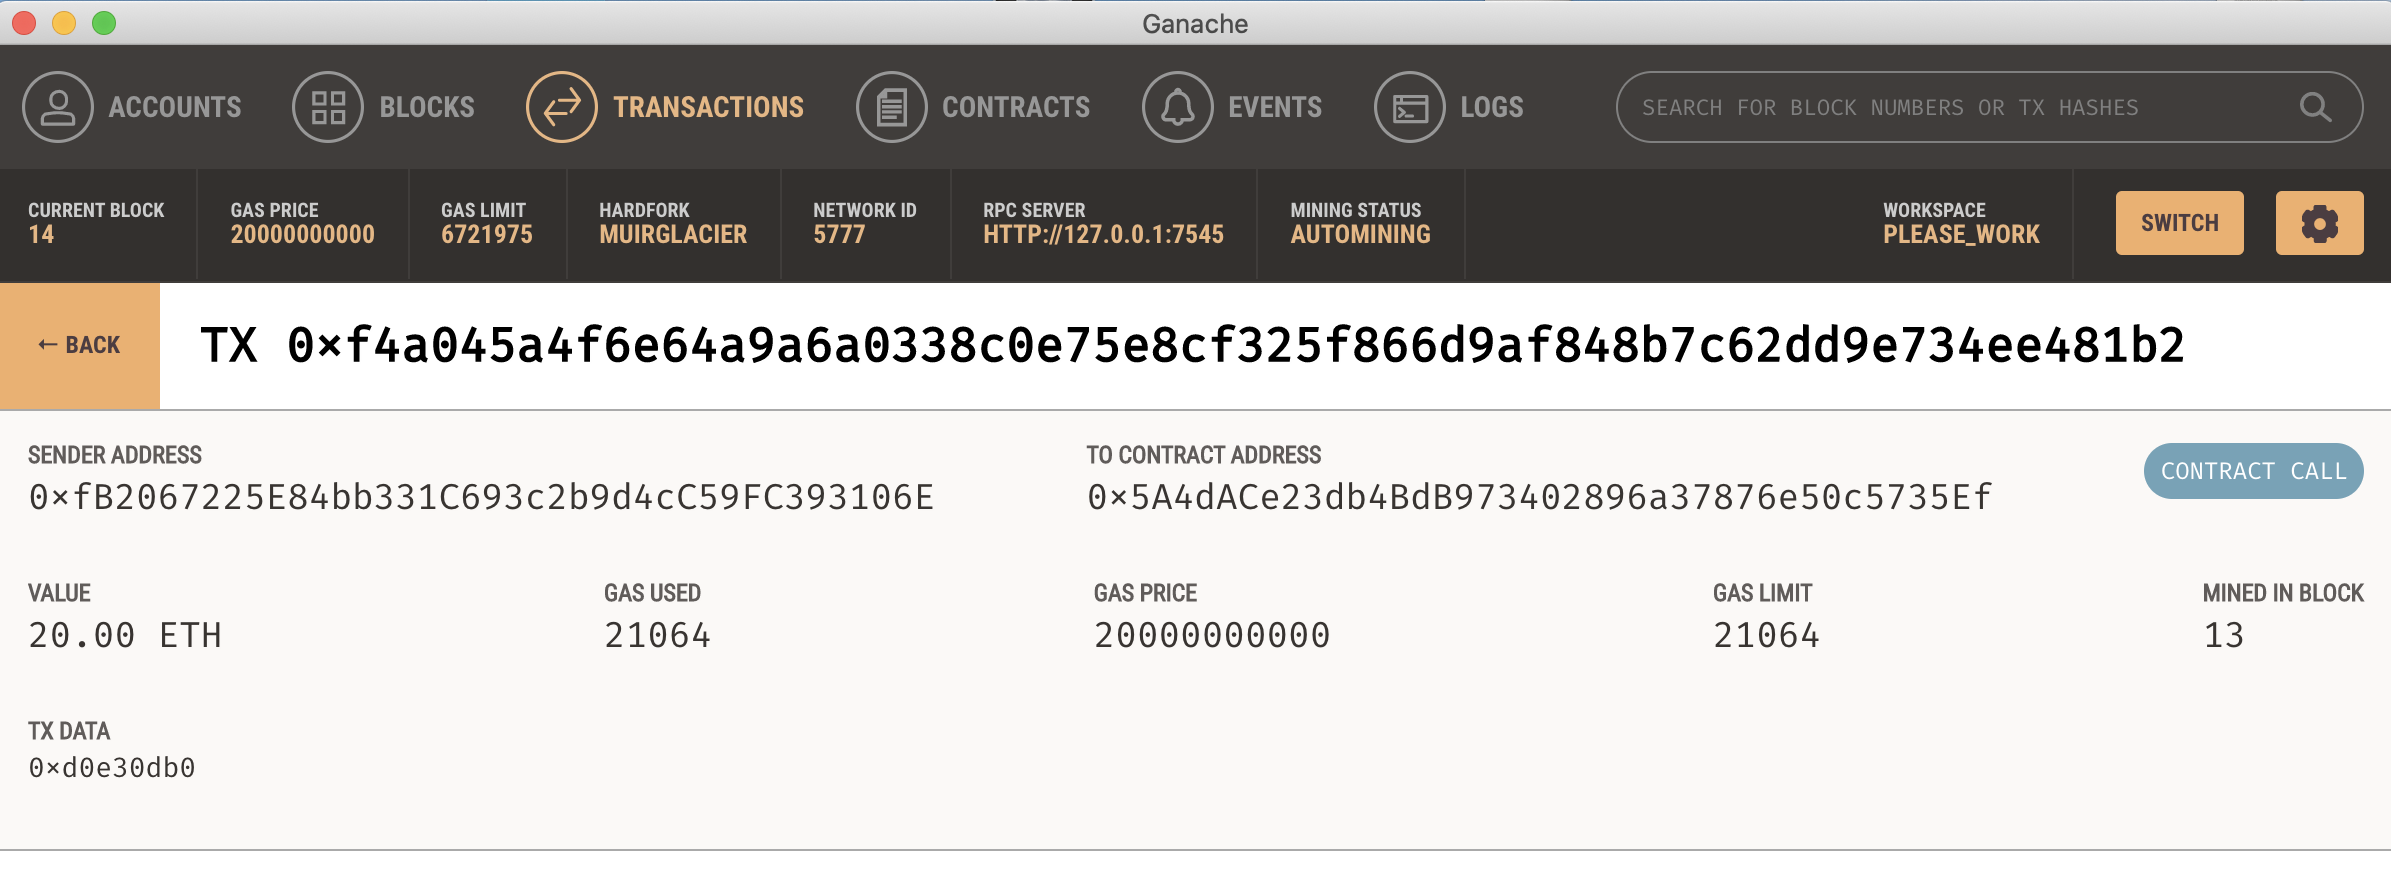 Ganache
ACCOUNTS BLOCKS TRANSACTIONS CONTRACTS EVENTS LOGS SEARCH FOR BLOCK NUMBERS OR TX HASHES
CURRENT BLOCK GAS PRICE GAS LIMIT HARDFORK NETWORK ID RPC SERVER MINING STATUS WORKSPACE
14 20000000000 6721975 MUIRGLACIER 5777 HTTP://127.0.0.1:7545 AUTOMINING PLEASE_WORK SWITCH
← BACK TX 0×f4a045a4f6e64a9a6a0338c0e75e8cf325f866d9af848b7c62dd9e734ee481b2
SENDER ADDRESS TO CONTRACT ADDRESS
0×fB2067225E84bb331C693c2b9d4cC59FC393106E 0×5A4dACe23db4BdB973402896a37876e50c5735Ef CONTRACT CALL
VALUE GAS USED GAS PRICE GAS LIMIT MINED IN BLOCK
20.00 ETH 21064 20000000000 21064 13
TX DATA
0×d0e30db0